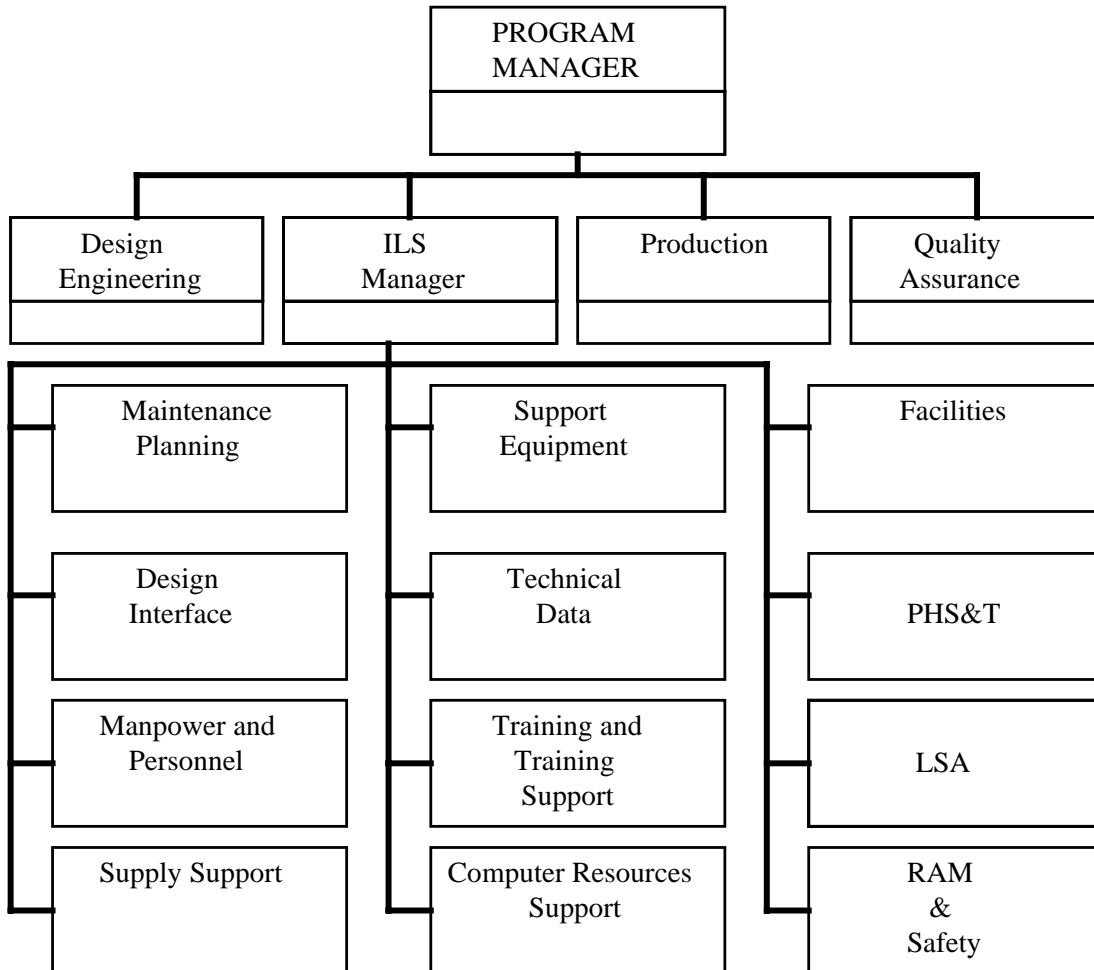 PROGRAM
MANAGER
Design
Engineering
ILS
Manager
Production
Quality
Assurance
Maintenance
Planning
Support
Equipment
Facilities
Design
Interface
Technical
Data
PHS&T
Manpower and
Personnel
Training and
Training
Support
LSA
Supply Support
Computer Resources
Support
RAM
&
Safety